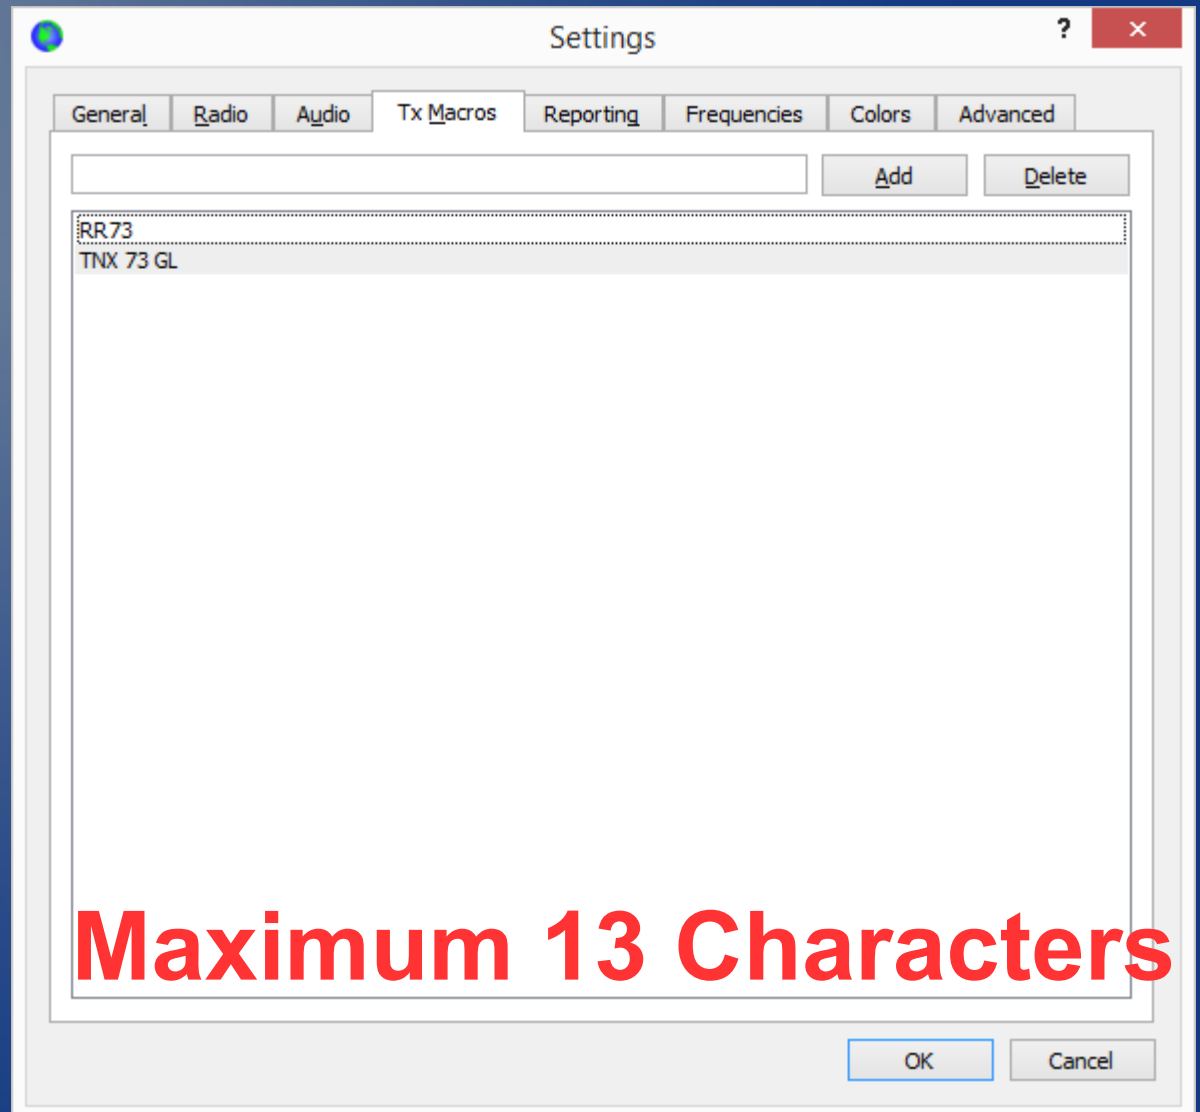 Settings
?
×
General Radio Audio Tx Macros Reporting Frequencies Colors Advanced
Add Delete
RR73
TNX 73 GL
Maximum 13 Characters
OK Cancel